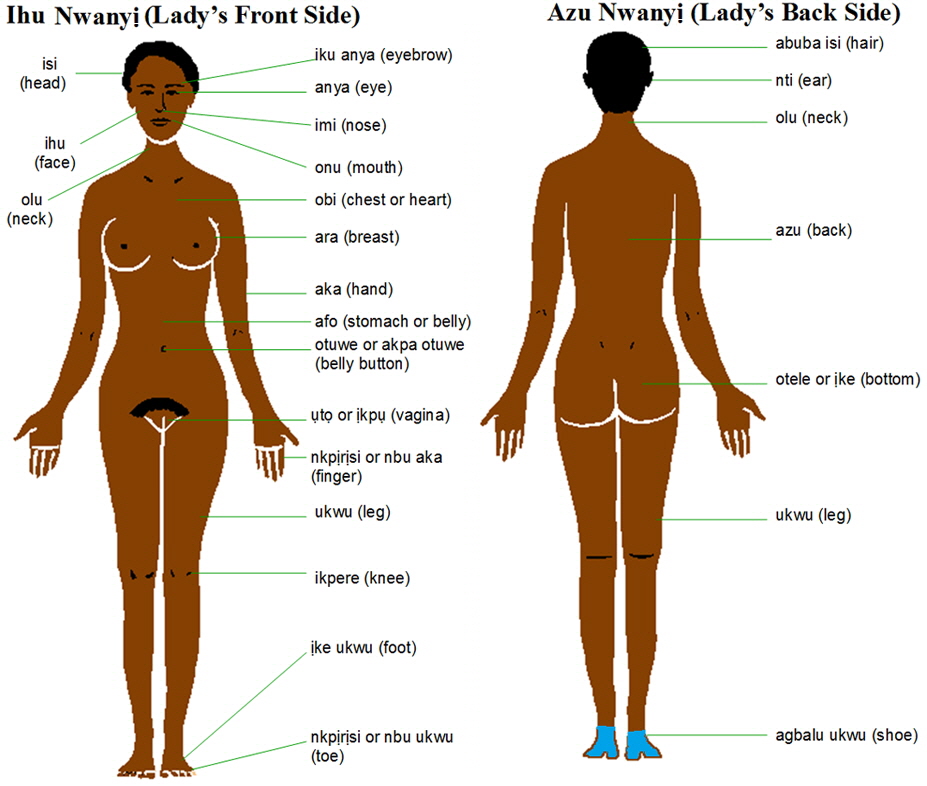 Ihu Nwanyị (Lady's Front Side)
isi
(head)
ihu
(face)
olu
(neck)
iku anya (eyebrow)
anya (eye)
imi (nose)
onu (mouth)
obi (chest or heart)
ara (breast)
aka (hand)
afo (stomach or belly)
otuwe or akpa otuwe
(belly button)
ụtọ or ịkpụ (vagina)
nkpịrịsi or nbu aka
(finger)
ukwu (leg)
ikpere (knee)
ịke ukwu (foot)
nkpịrịsi or nbu ukwu
(toe)
Azu Nwanyị (Lady's Back Side)
abuba isi (hair)
nti (ear)
olu (neck)
azu (back)
otele or ịke (bottom)
ukwu (leg)
agbalu ukwu (shoe)